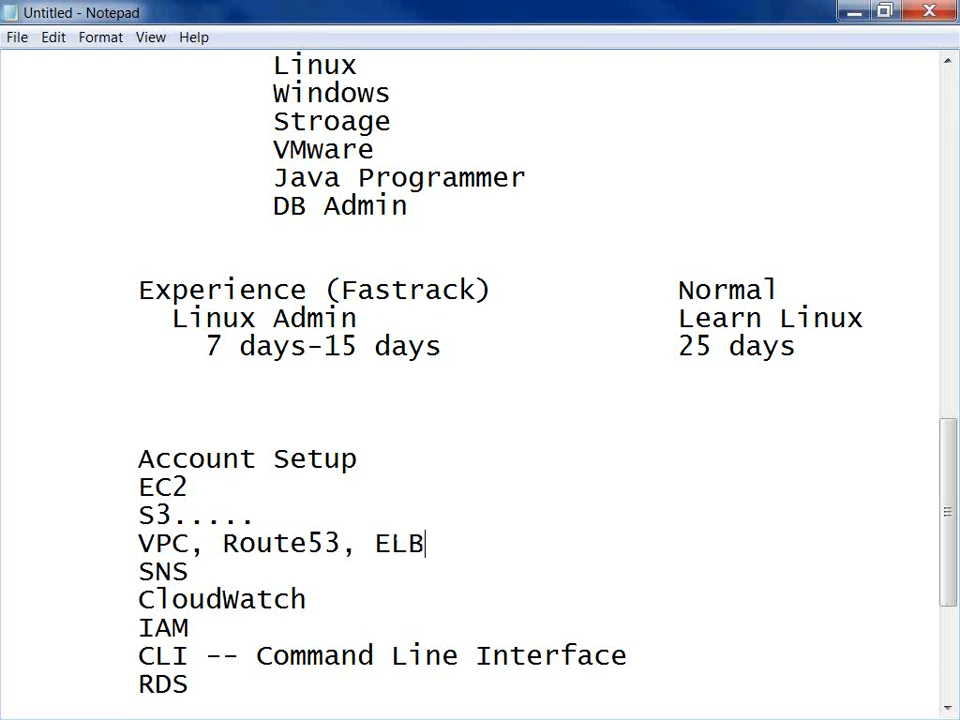 Untitled - Notepad
File Edit Format View Help
Linux
Windows
Stroage
VMware
Java Programmer
DB Admin
Experience (Fastrack) Normal
Linux Admin Learn Linux
7 days-15 days 25 days
Account Setup
EC2
S3.....
VPC, Route53, ELB
SNS
CloudWatch
IAM
CLI -- Command Line Interface
RDS